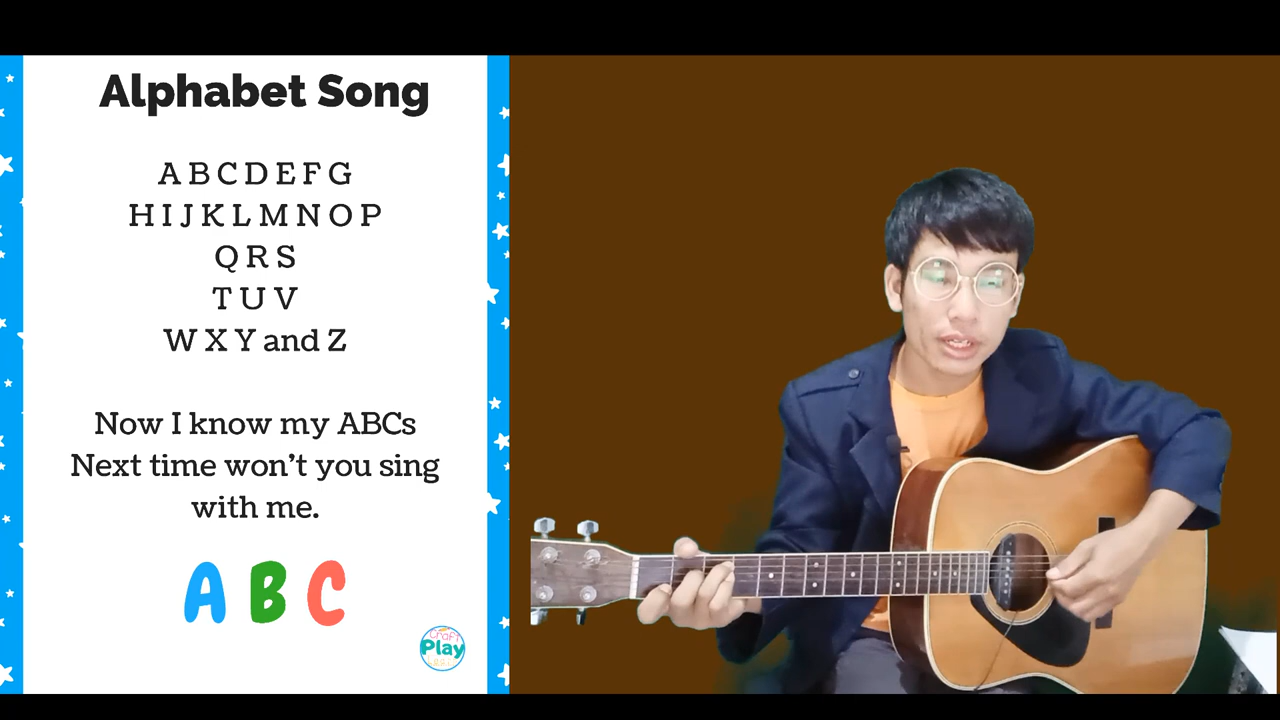 Alphabet Song
A B C D E F G
H I J K L M N O P
Q R S
T U V
W X Y and Z
Now I know my ABCs
Next time won't you sing
with me.
A B C
Craft
Play